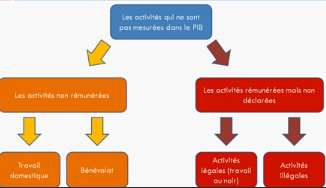 Les activités qui ne sont
pas mesurées dans le PIB
Les activités non rémunérées
Les activités rémunérées mais non
déclarées
Travail
domestique
Bénévolat
Activités
légales (travail
au noir)
Activités
illégales